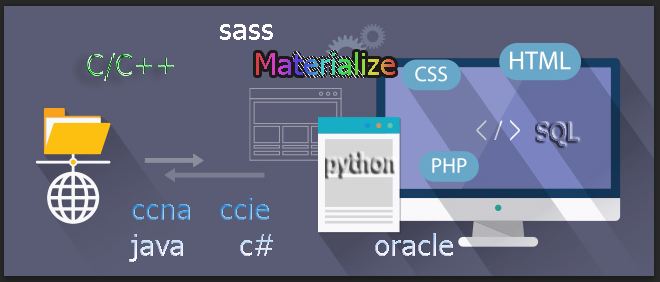 sass
C/C++
Materialize
CSS
HTML
</>
SQL
python
PHP
ccna
ccie
java
c#
oracle